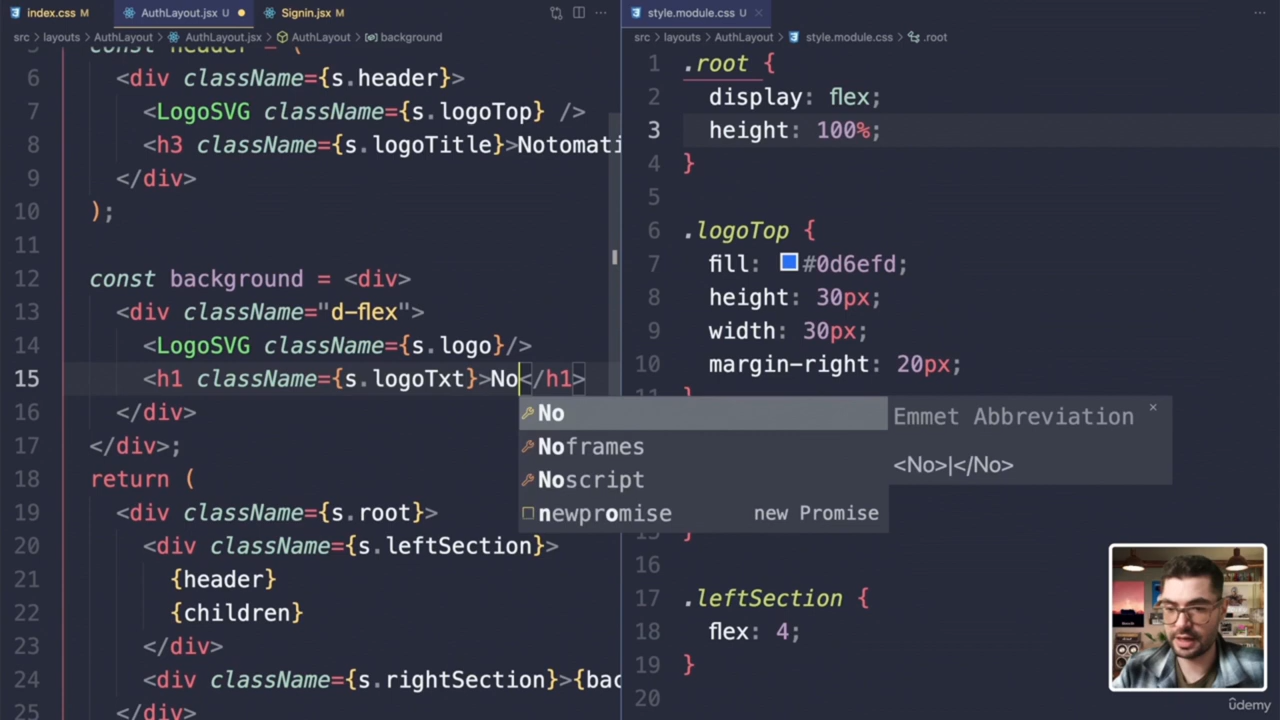 index.css M
AuthLayout.jsx U
Signin.jsx M
src › layouts › AuthLayout › AuthLayout.jsx › AuthLayout › background
const header = (
6 <div className={s.header}>
7 <LogoSVG className={s.logoTop} />
8 <h3 className={s.logoTitle}>Notomati
9 </div>
10 );
11
12 const background = <div>
13 <div className="d-flex">
14 <LogoSVG className={s.logo}/>
15 <h1 className={s.logoTxt}>No</h1>
16 </div>
17 </div>;
18 return (
19 <div className={s.root}>
20 <div className={s.leftSection}>
21 {header}
22 {children}
23 </div>
24 <div className={s.rightSection}>{bac
25 </div>
No
Noframes
Noscript
newpromise new Promise
Emmet Abbreviation
<No>|</No>
style.module.css U
src › layouts › AuthLayout › style.module.css › .root
1 .root {
2 display: flex;
3 height: 100%;
4 }
5
6 .logoTop {
7 fill: #0d6efd;
8 height: 30px;
9 width: 30px;
10 margin-right: 20px;
16
17 .leftSection {
18 flex: 4;
19 }
20
ûdemy